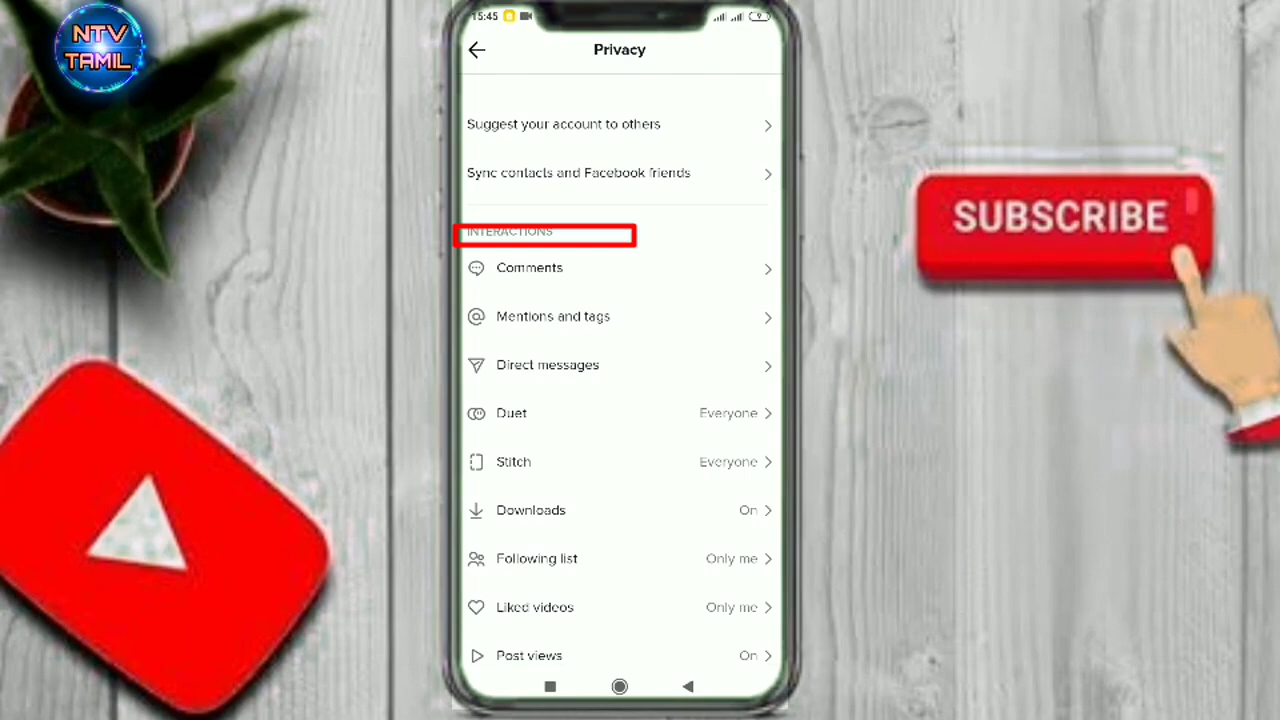 NTV
TAMIL
15:45
Privacy
Suggest your account to others
Sync contacts and Facebook friends
INTERACTIONS
Comments
Mentions and tags
Direct messages
Duet Everyone
Stitch Everyone
Downloads On
Following list Only me
Liked videos Only me
Post views On
SUBSCRIBE